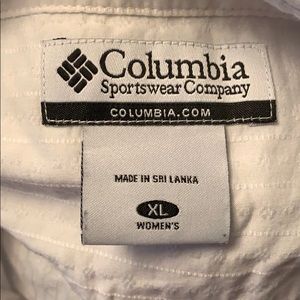 Columbia
Sportswear Company
COLUMBIA.COM
MADE IN SRI LANKA
XL
WOMEN'S